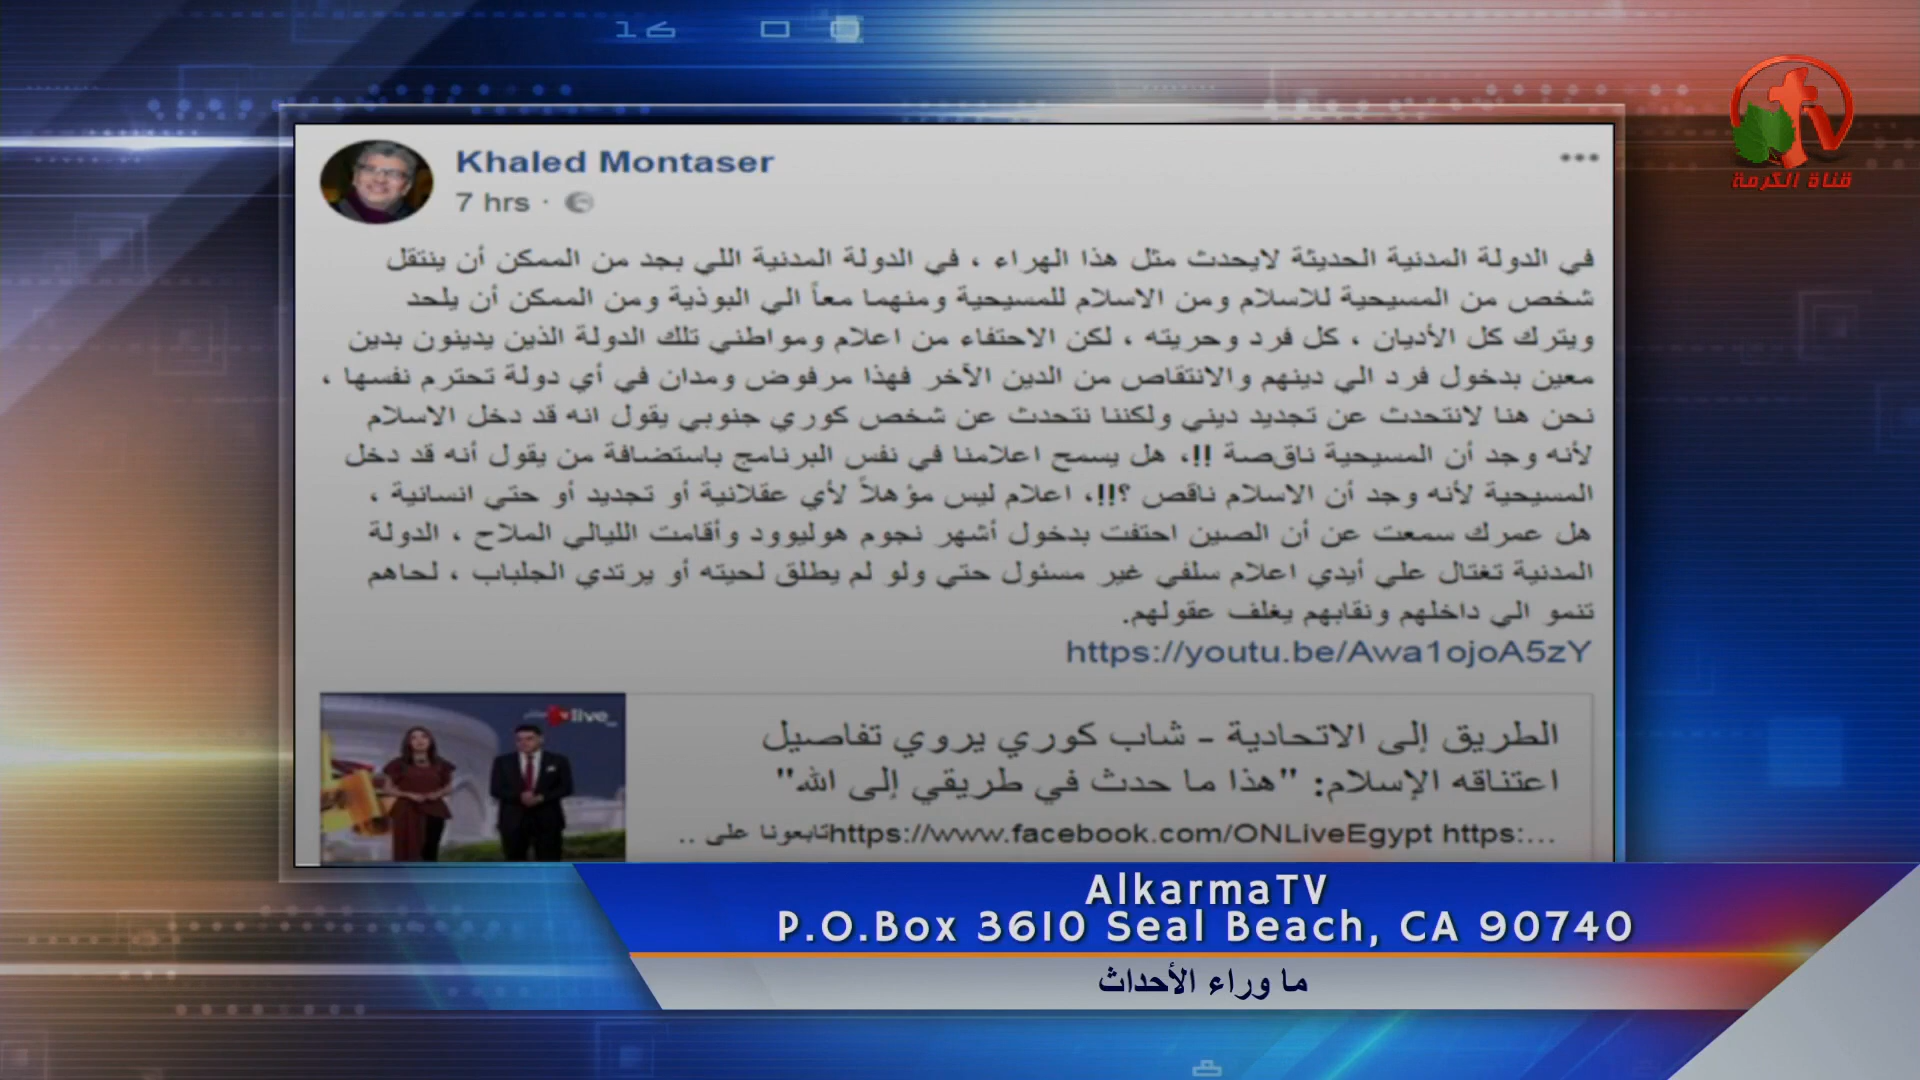 16 0 0
قناة الكرمة
Khaled Montaser
7 hrs ·
في الدولة المدنية الحديثة لايحدث مثل هذا الهراء ، في الدولة المدنية اللي بجد من الممكن أن ينتقل
شخص من المسيحية للاسلام ومن الاسلام للمسيحية ومنهما معاً الي البوذية ومن الممكن أن يلحد
ويترك كل الأديان ، كل فرد وحريته ، لكن الاحتفاء من اعلام ومواطني تلك الدولة الذين يدينون بدين
معين بدخول فرد الي دينهم والانتقاص من الدين الآخر فهذا مرفوض ومدان في أي دولة تحترم نفسها ،
نحن هنا لانتحدث عن تجديد ديني ولكننا نتحدث عن شخص كوري جنوبي يقول انه قد دخل الاسلام
لأنه وجد أن المسيحية ناقصة !!، هل يسمح اعلامنا في نفس البرنامج باستضافة من يقول أنه قد دخل
المسيحية لأنه وجد أن الاسلام ناقص ؟!!، اعلام ليس مؤهلاً لأي عقلانية أو تجديد أو حتي انسانية ،
هل عمرك سمعت عن أن الصين احتفت بدخول أشهر نجوم هوليوود وأقامت الليالي الملاح ، الدولة
المدنية تغتال علي أيدي اعلام سلفي غير مسئول حتي ولو لم يطلق لحيته أو يرتدي الجلباب ، لحاهم
تنمو الي داخلهم ونقابهم يغلف عقولهم.
https://youtu.be/Awa1ojoA5zY
live
الطريق إلى الاتحادية - شاب كوري يروي تفاصيل
اعتناقه الإسلام: "هذا ما حدث في طريقي إلى الله"
تابعونا على .. https://www.facebook.com/ONLiveEgypt https:...
AlkarmaTV
P.O.Box 3610 Seal Beach, CA 90740
ما وراء الأحداث